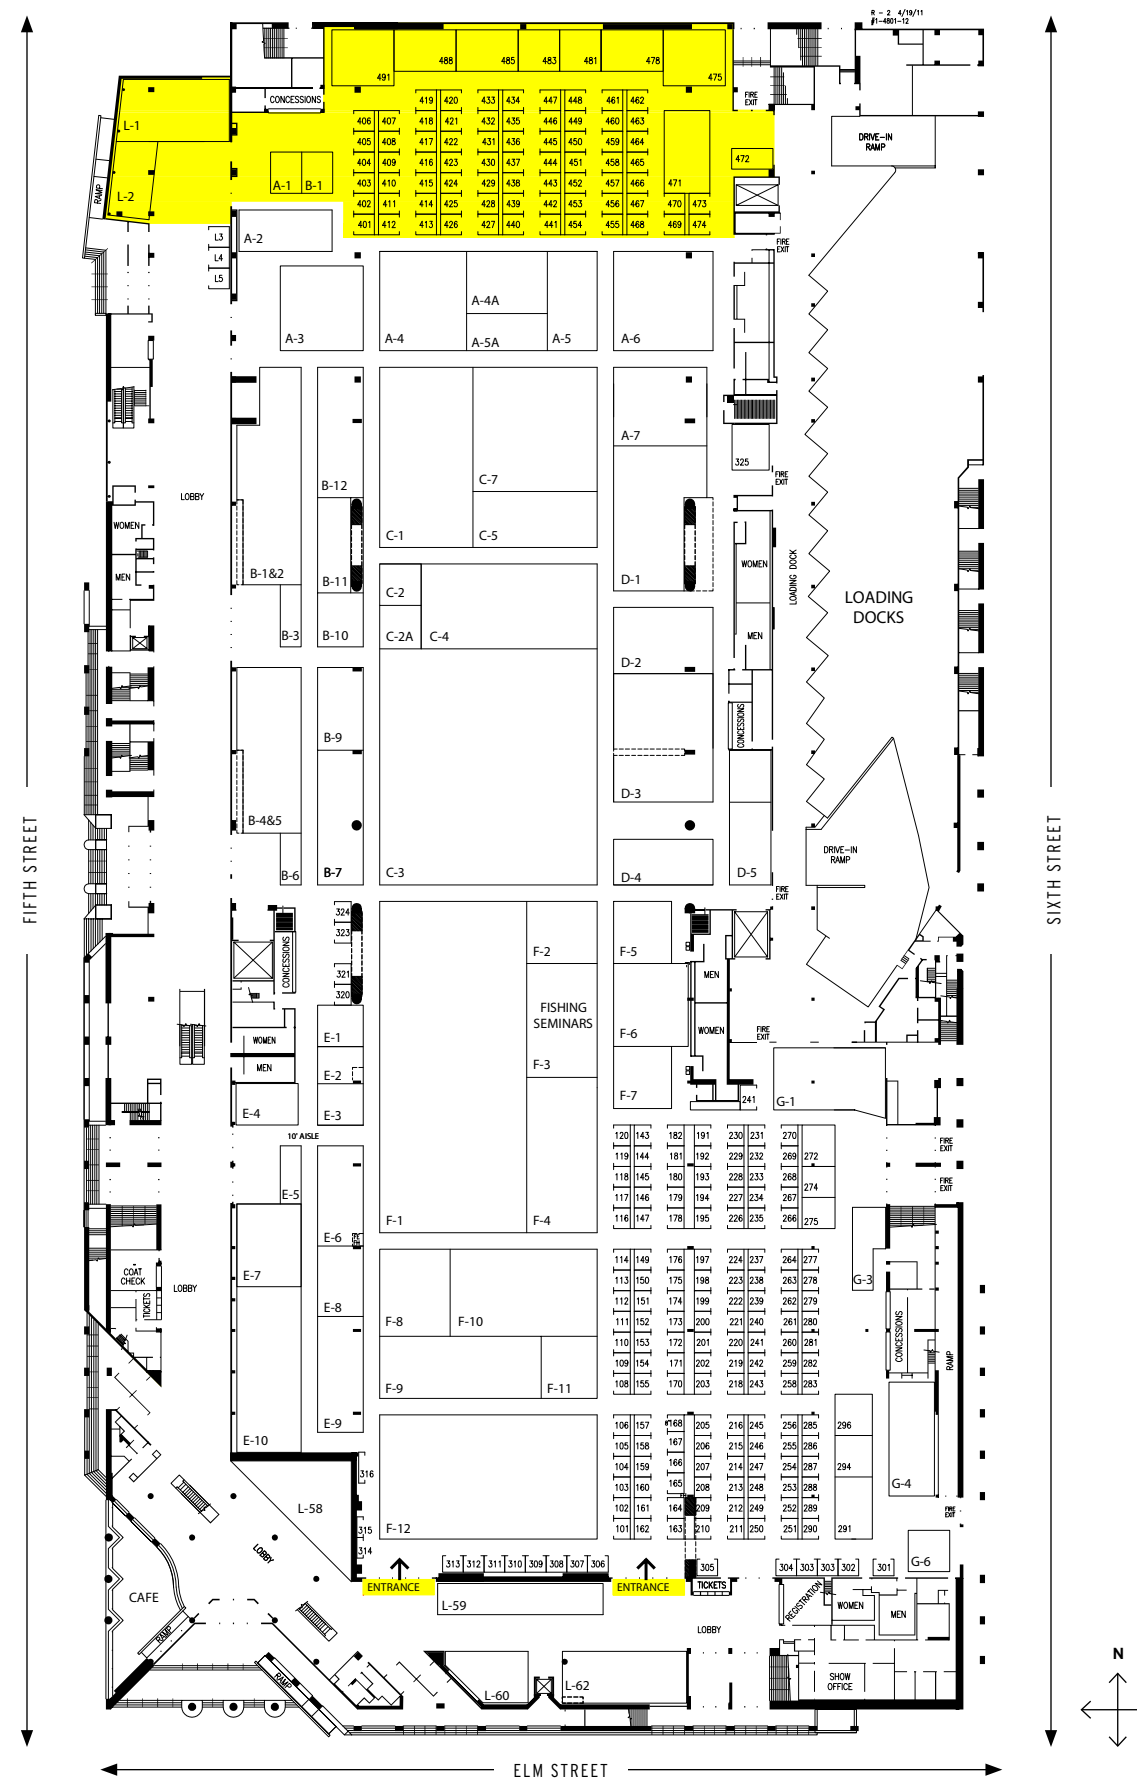 R - 2 4/19/11
#1-4801-12
491
488
485
483
481
478
475
CONCESSIONS
FIRE
EXIT
L-1
L-2
RAMP
A-1
B-1
406 407
405 408
404 409
403 410
402 411
401 412
419 420
418 421
417 422
416 423
415 424
414 425
413 426
433 434
432 435
431 436
430 437
429 438
428 439
427 440
447 448
446 449
445 450
444 451
443 452
442 453
441 454
461 462
460 463
459 464
458 465
457 466
456 467
455 468
471
470 473
469 474
472
DRIVE-IN
RAMP
L3
L4
L5
A-2
FIRE
EXIT
A-3
A-4
A-4A
A-5A
A-5
A-6
A-7
325
FIRE
EXIT
LOBBY
B-12
C-7
C-1
C-5
WOMEN
MEN
B-1&2
B-11
D-1
WOMEN
MEN
LOADING DOCK
LOADING
DOCKS
C-2
C-2A
C-4
B-3
B-10
D-2
CONCESSIONS
B-9
D-3
B-4&5
B-6
B-7
C-3
D-4
D-5
DRIVE-IN
RAMP
FIRE
EXIT
FIFTH STREET
SIXTH STREET
324
323
321
320
CONCESSIONS
F-2
F-5
MEN
FISHING
SEMINARS
F-3
F-6
WOMEN
FIRE
EXIT
WOMEN
MEN
E-1
E-2
E-3
E-4
F-7
241
G-1
10' AISLE
E-5
E-6
F-1
F-4
120 143
119 144
118 145
117 146
116 147
182 191
181 192
180 193
179 194
178 195
230 231
229 232
228 233
227 234
226 235
270
269 272
268
267 274
266 275
FIRE
EXIT
FIRE
EXIT
COAT
CHECK
TICKETS
LOBBY
E-7
E-8
F-8
F-10
F-9
F-11
114 149
113 150
112 151
111 152
110 153
109 154
108 155
176 197
175 198
174 199
173 200
172 201
171 202
170 203
224 237
223 238
222 239
221 240
220 241
219 242
218 243
264 277
263 278
262 279
261 280
260 281
259 282
258 283
G-3
CONCESSIONS
RAMP
E-9
E-10
F-12
106 157
105 158
104 159
103 160
102 161
101 162
168 205
167 206
166 207
165 208
164 209
163 210
216 245
215 246
214 247
213 248
212 249
211 250
256 285
255 286
254 287
253 288
252 289
251 290
296
294
291
G-4
FIRE
EXIT
G-6
316
315
314
L-58
LOBBY
CAFE
RAMP
RAMP
ENTRANCE
313 312 311 310 309 308 307 306
ENTRANCE
305
TICKETS
304 303 303 302 301
L-59
REGISTRATION
WOMEN
MEN
LOBBY
SHOW
OFFICE
L-60
L-62
N
ELM STREET